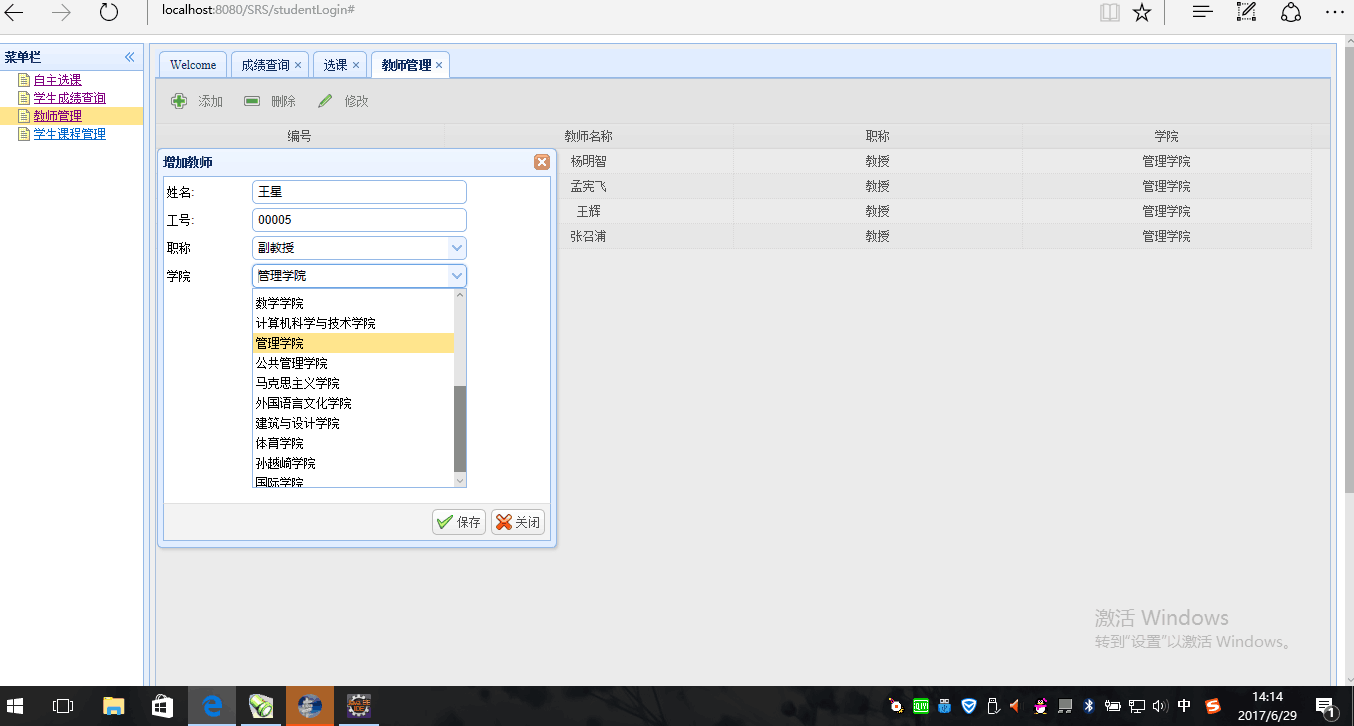 localhost:8080/SRS/studentLogin#
菜单栏
自主选课
学生成绩查询
教师管理
学生课程管理
Welcome 成绩查询 选课 教师管理
添加 删除 修改
编号 教师名称 职称 学院
杨明智 教授 管理学院
孟宪飞 教授 管理学院
王辉 教授 管理学院
张召浦 教授 管理学院
增加教师
姓名: 王星
工号: 00005
职称 副教授
学院 管理学院
数学学院
计算机科学与技术学院
管理学院
公共管理学院
马克思主义学院
外国语言文化学院
建筑与设计学院
体育学院
孙越崎学院
国际学院
保存 关闭
激活 Windows
转到“设置”以激活 Windows。
中
14:14
2017/6/29
1